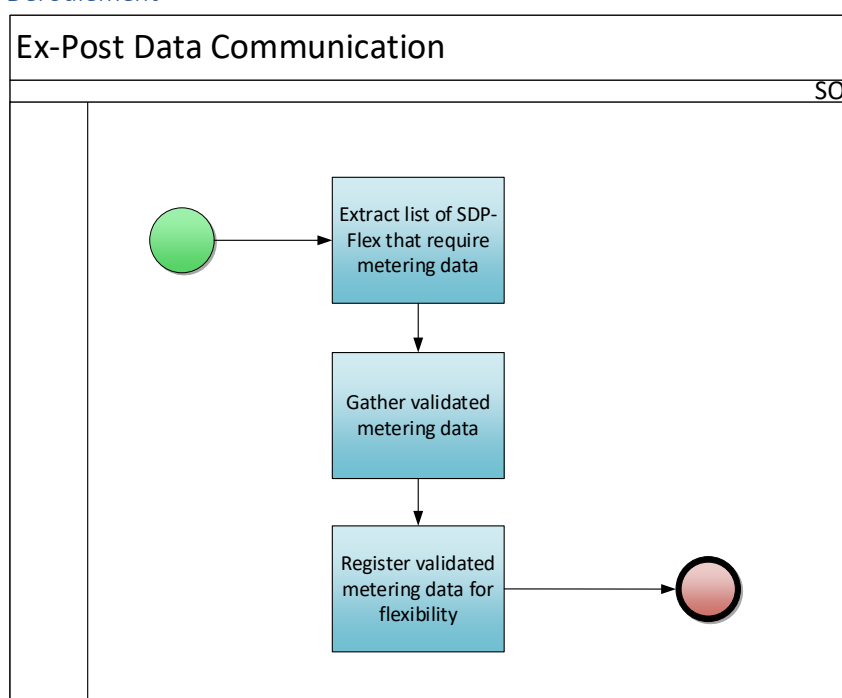 Ex-Post Data Communication
SO
Extract list of SDP-
Flex that require
metering data
Gather validated
metering data
Register validated
metering data for
flexibility